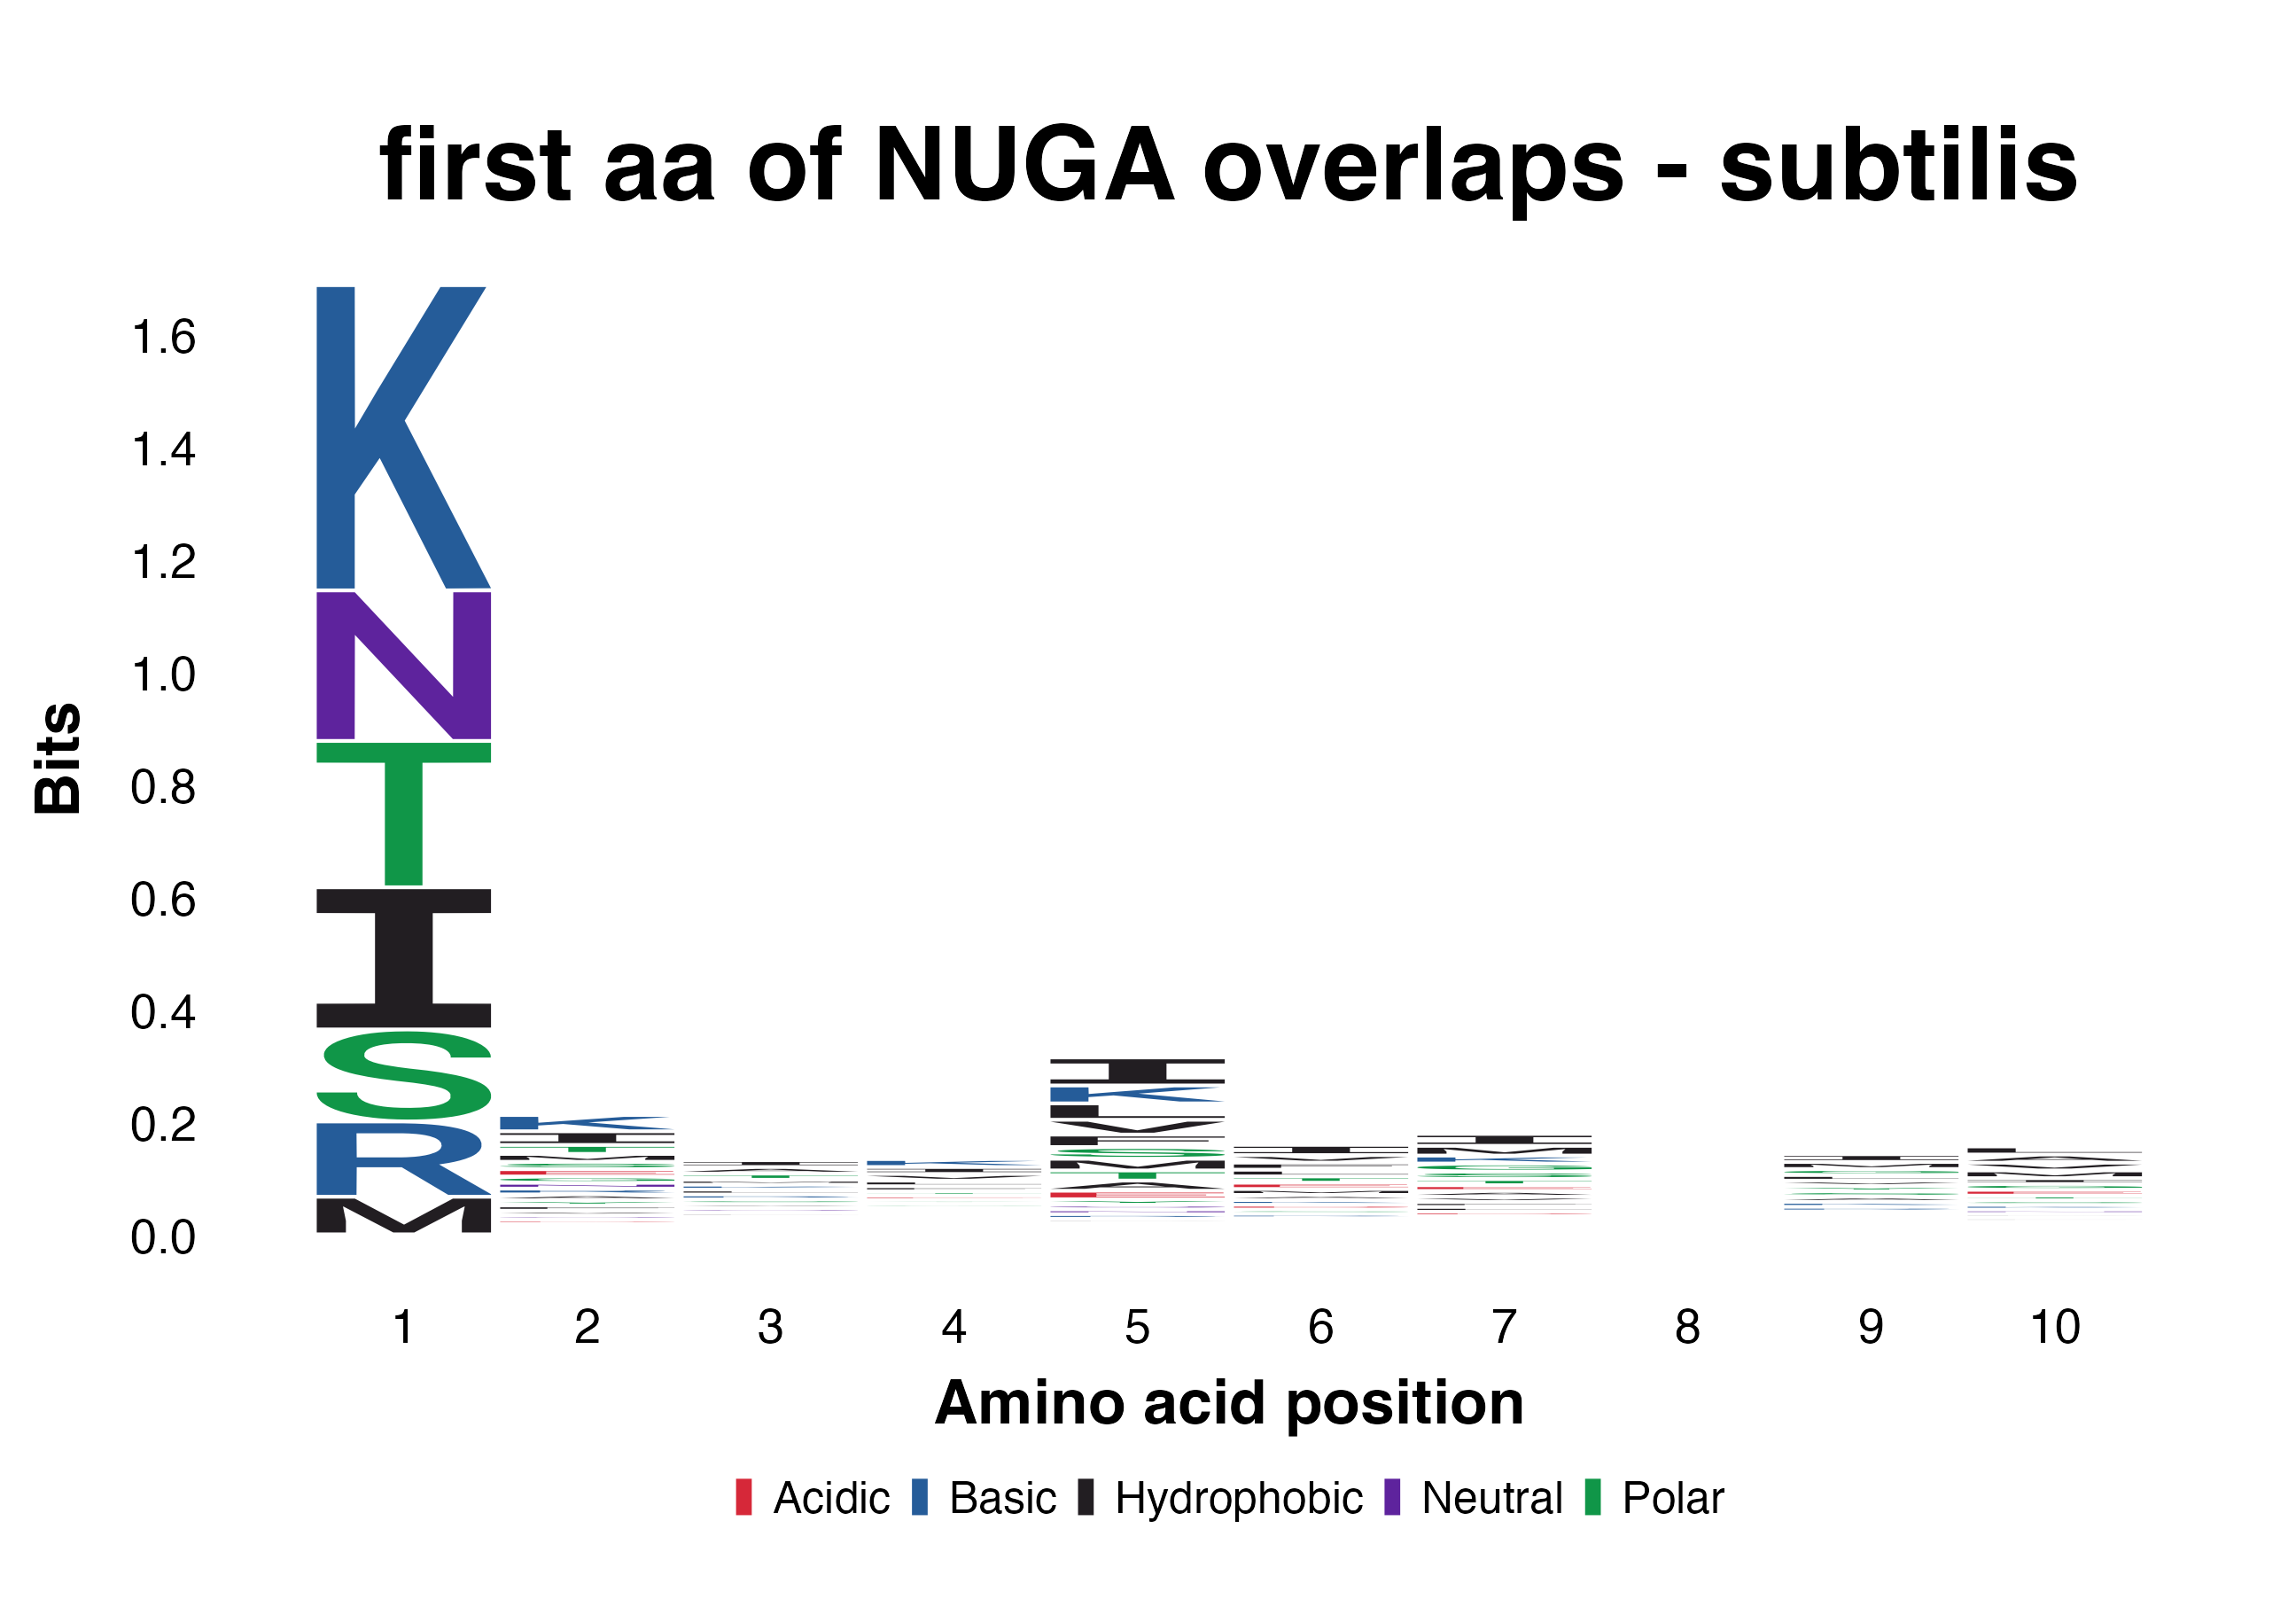 first aa of NUGA overlaps - subtilis
1.6
1.4
1.2
1.0
0.8
0.6
0.4
0.2
0.0
Bits
K
N
T
I
S
R
M
1 2 3 4 5 6 7 8 9 10
Amino acid position
Acidic Basic Hydrophobic Neutral Polar